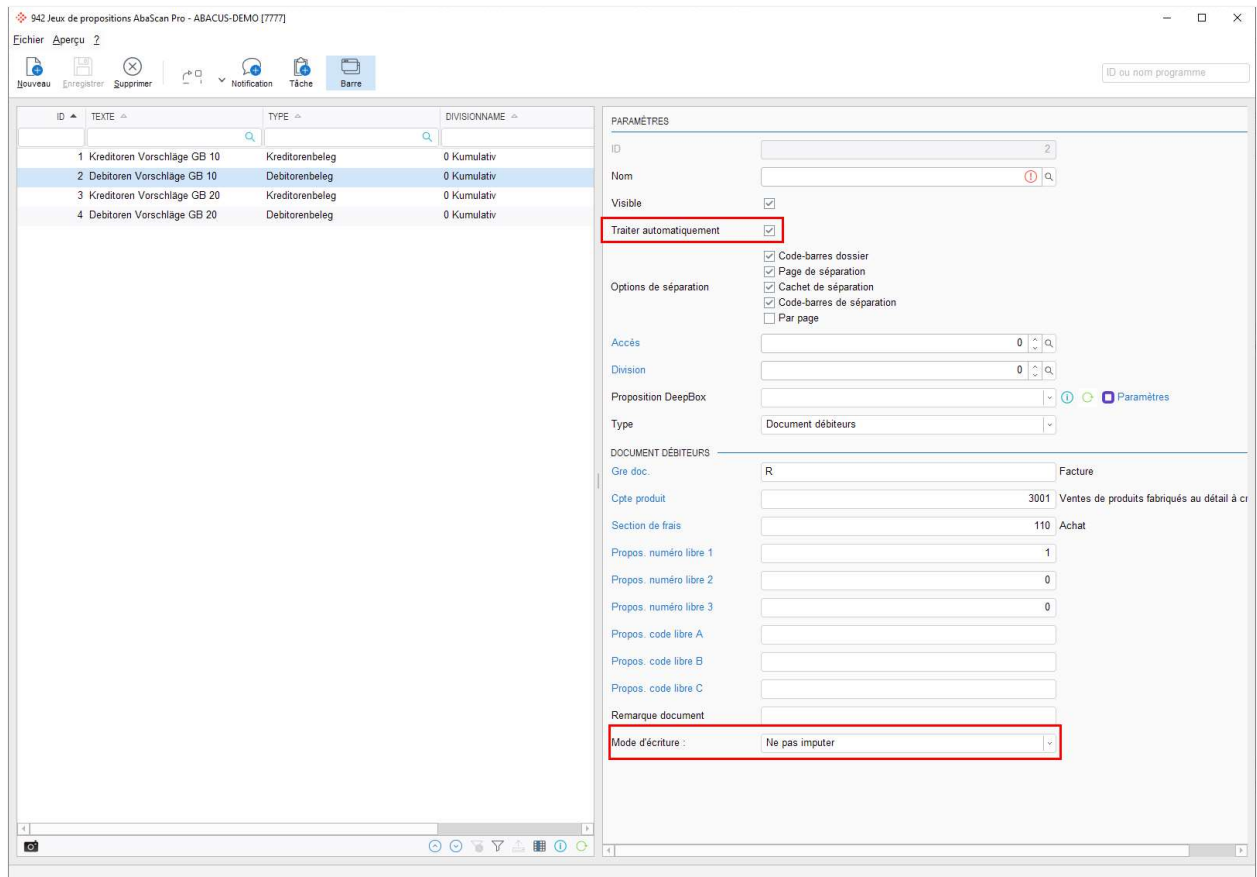 942 Jeux de propositions AbaScan Pro - ABACUS-DEMO [7777]
Fichier Aperçu ?
Nouveau Enregistrer Supprimer Notification Tâche Barre
ID ou nom programme
ID TEXTE TYPE DIVISIONNAME
1 Kreditoren Vorschläge GB 10 Kreditorenbeleg 0 Kumulativ
2 Debitoren Vorschläge GB 10 Debitorenbeleg 0 Kumulativ
3 Kreditoren Vorschläge GB 20 Kreditorenbeleg 0 Kumulativ
4 Debitoren Vorschläge GB 20 Debitorenbeleg 0 Kumulativ
PARAMÈTRES
ID 2
Nom
Visible
Traiter automatiquement
Options de séparation
Code-barres dossier
Page de séparation
Cachet de séparation
Code-barres de séparation
Par page
Accès 0
Division 0
Proposition DeepBox Paramètres
Type Document débiteurs
DOCUMENT DÉBITEURS
Gre doc. R Facture
Cpte produit 3001 Ventes de produits fabriqués au détail à cr
Section de frais 110 Achat
Propos. numéro libre 1 1
Propos. numéro libre 2 0
Propos. numéro libre 3 0
Propos. code libre A
Propos. code libre B
Propos. code libre C
Remarque document
Mode d'écriture : Ne pas imputer